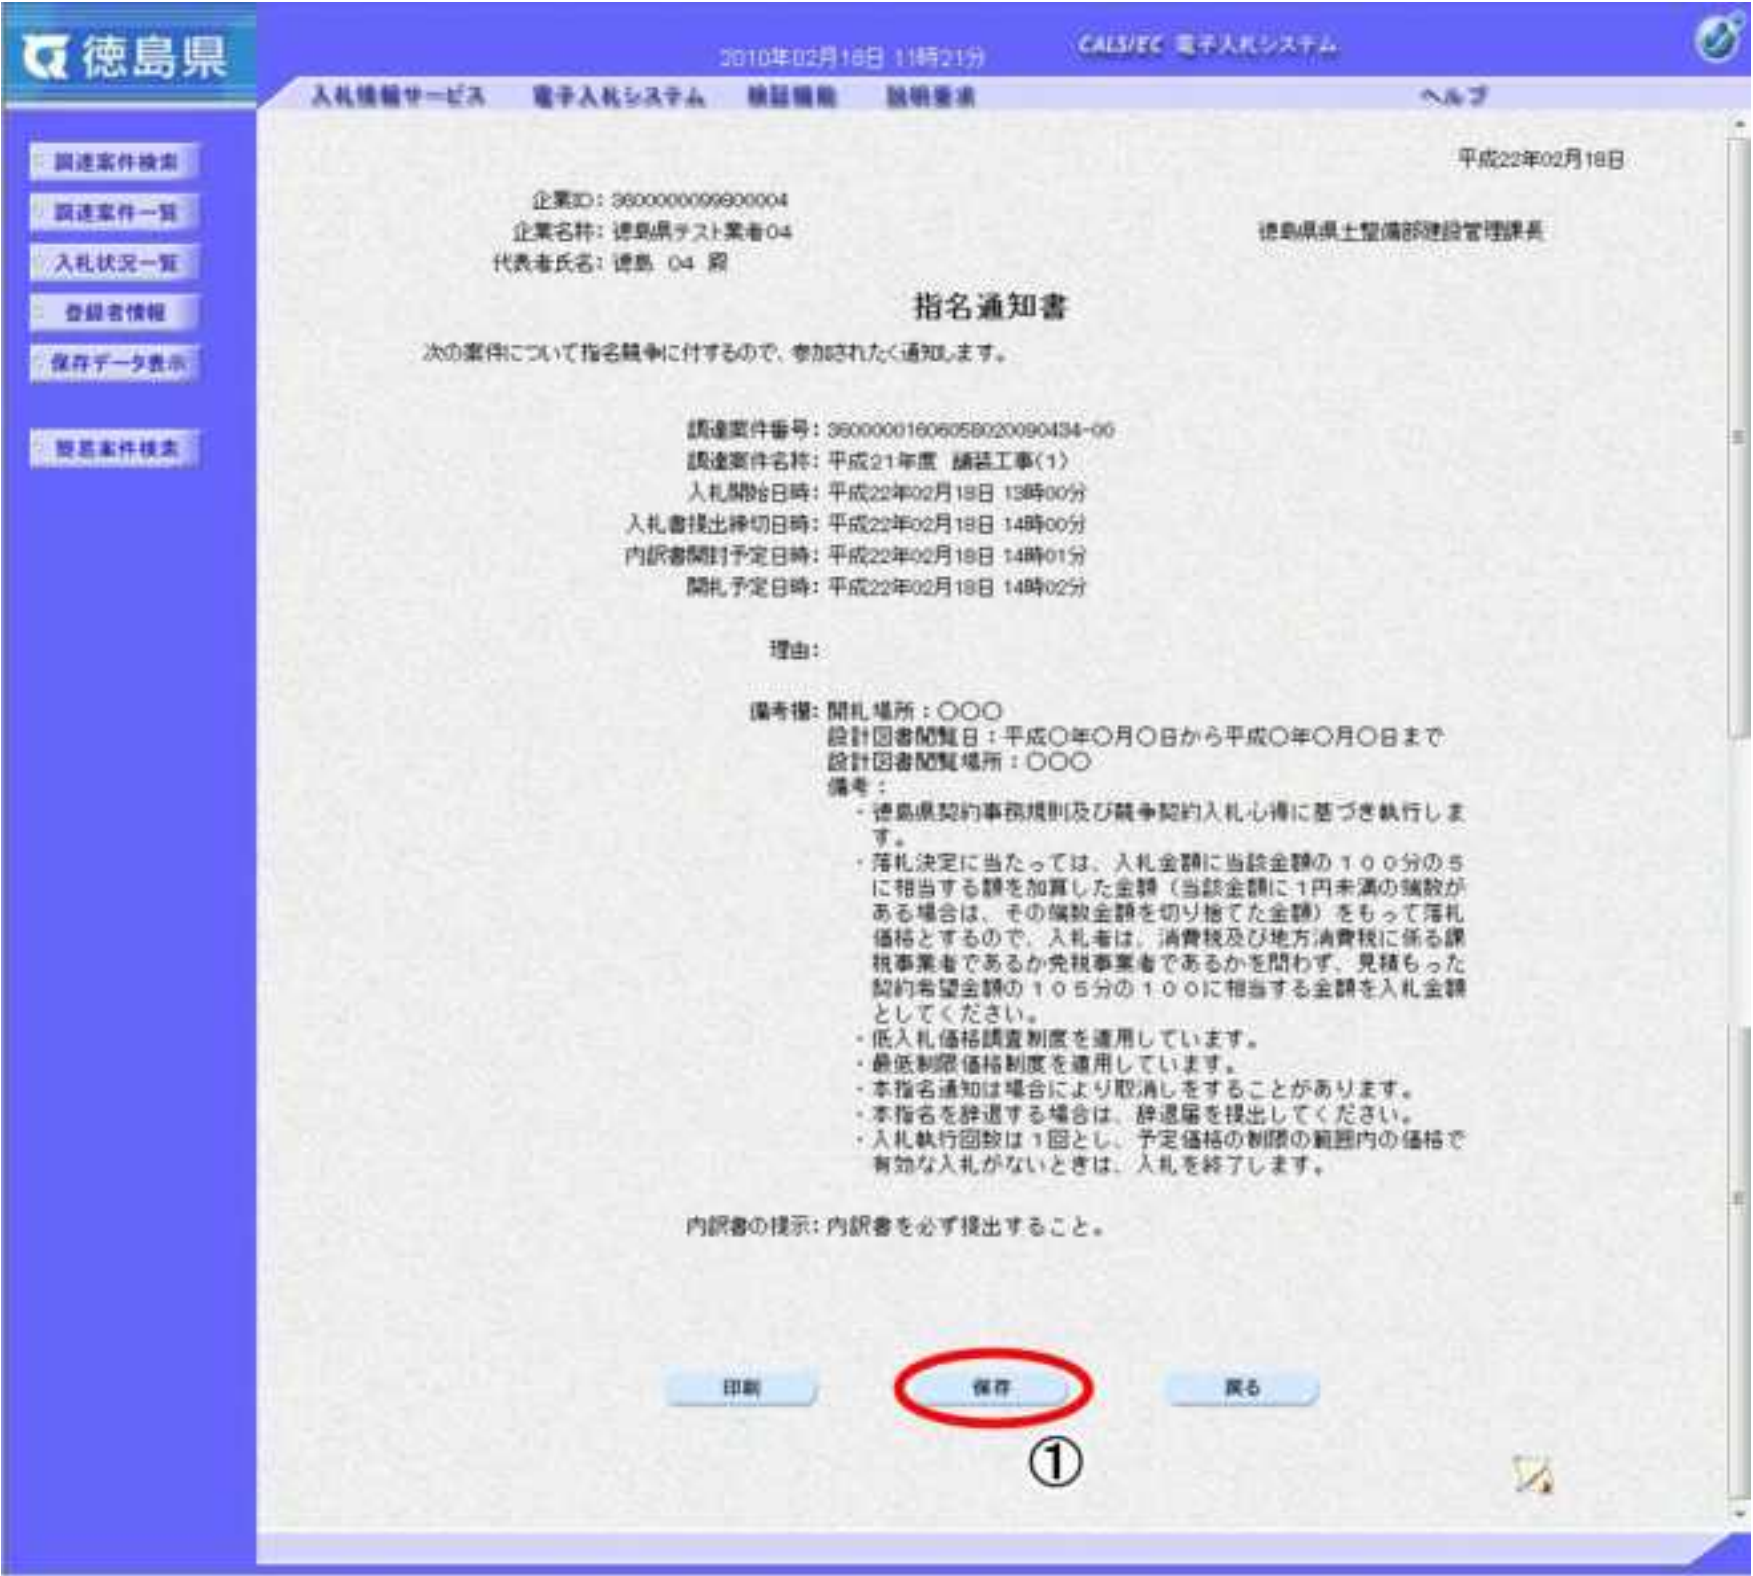 徳島県
2010年02月18日 11時21分
CALS/EC 電子入札システム
入札情報サービス 電子入札システム 検証機能 説明要求 ヘルプ
調達案件検索
調達案件一覧
入札状況一覧
登録者情報
保存データ表示
簡易案件検索
平成22年02月18日
企業ID：
企業名称：徳島県テスト業者04
代表者氏名：徳島 04 殿
徳島県県土整備部建設管理課長
指名通知書
次の案件について指名競争に付するので、参加されたく通知します。
調達案件番号：36000001606058020090434-00
調達案件名称：平成21年度 舗装工事(1)
入札開始日時：平成22年02月18日 13時00分
入札書提出締切日時：平成22年02月18日 14時00分
内訳書開封予定日時：平成22年02月18日 14時01分
開札予定日時：平成22年02月18日 14時02分
理由：
備考欄：開札場所：〇〇〇
設計図書閲覧日：平成〇年〇月〇日から平成〇年〇月〇日まで
設計図書閲覧場所：〇〇〇
備考：
・徳島県契約事務規則及び競争契約入札心得に基づき執行しま
す。
・落札決定に当たっては、入札金額に当該金額の１００分の５
に相当する額を加算した金額（当該金額に１円未満の端数が
ある場合は、その端数金額を切り捨てた金額）をもって落札
価格とするので、入札者は、消費税及び地方消費税に係る課
税事業者であるか免税事業者であるかを問わず、見積もった
契約希望金額の１０５分の１００に相当する金額を入札金額
としてください。
・低入札価格調査制度を適用しています。
・最低制限価格制度を適用しています。
・本指名通知は場合により取消しをすることがあります。
・本指名を辞退する場合は、辞退届を提出してください。
・入札執行回数は１回とし、予定価格の制限の範囲内の価格で
有効な入札がないときは、入札を終了します。
内訳書の提示：内訳書を必ず提出すること。
印刷 保存 戻る
①